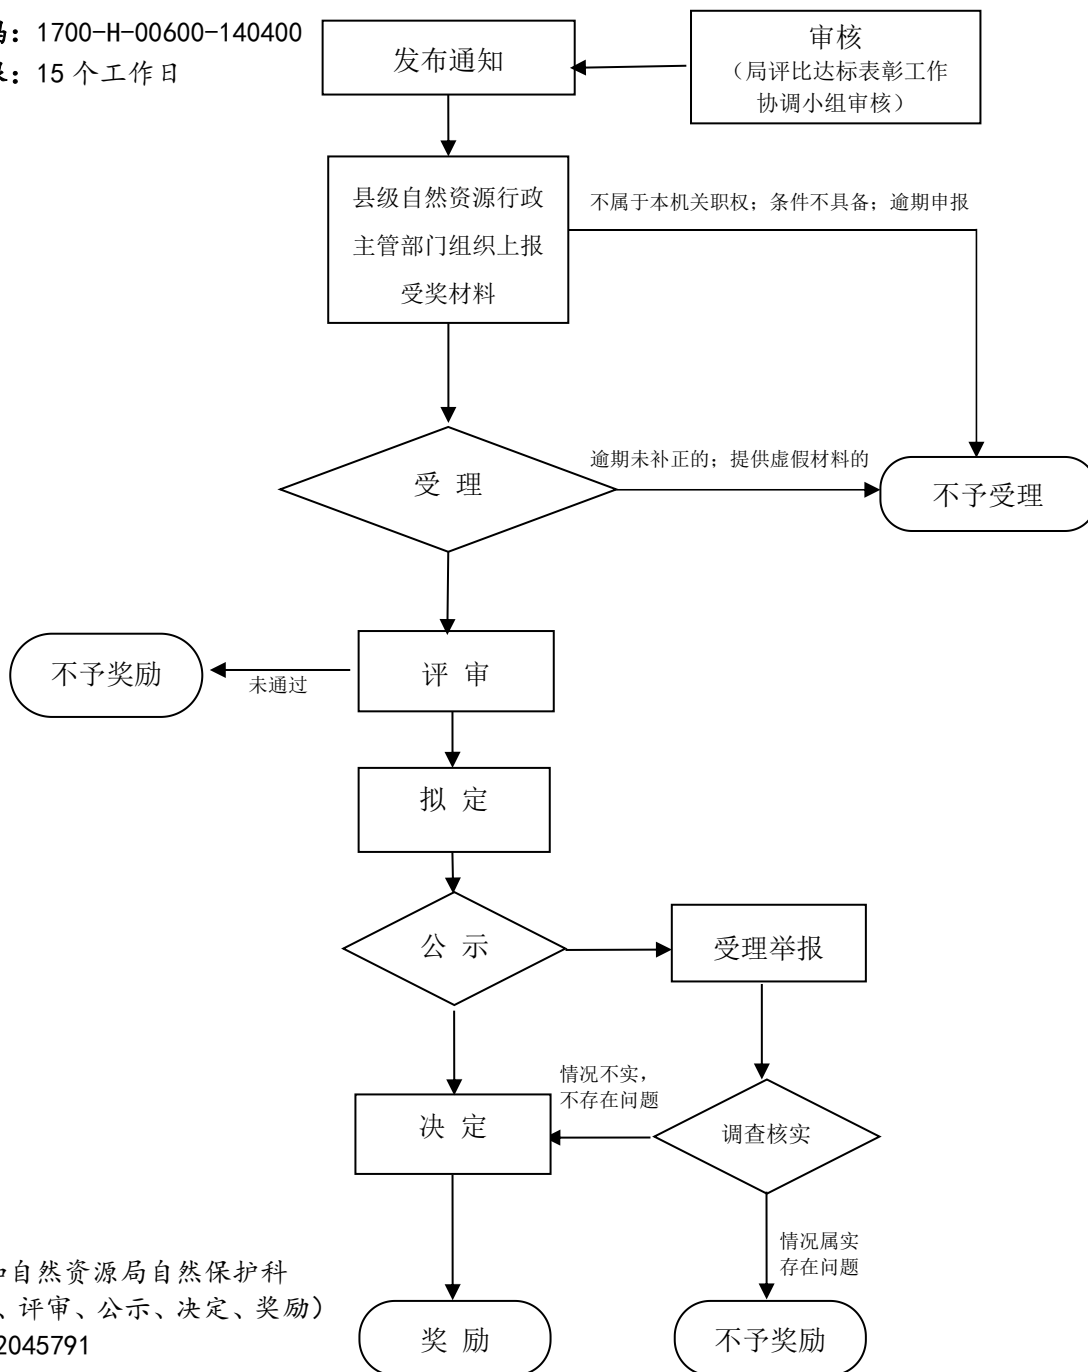 ：1700-H-00600-140400
：15 个工作日
发布通知
审核
（局评比达标表彰工作
协调小组审核）
县级自然资源行政
主管部门组织上报
受奖材料
不属于本机关职权；条件不具备；逾期申报
受 理
逾期未补正的；提供虚假材料的
不予受理
不予奖励
未通过
评 审
拟 定
公 示
受理举报
情况不实，
不存在问题
决 定
调查核实
情况属实
存在问题
自然资源局自然保护科
、评审、公示、决定、奖励）
2045791
奖 励
不予奖励